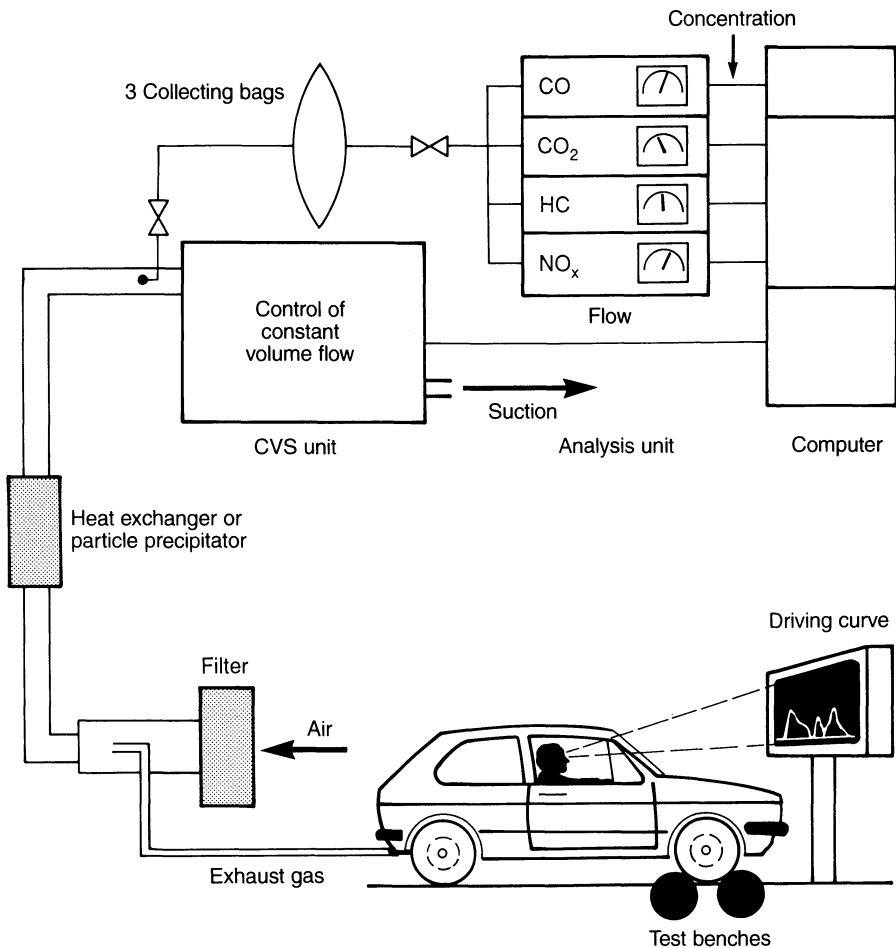 Concentration
3 Collecting bags
CO
CO₂
HC
NOₓ
Control of
constant
volume flow
Flow
Suction
CVS unit
Analysis unit
Computer
Heat exchanger or
particle precipitator
Driving curve
Filter
Air
Exhaust gas
Test benches